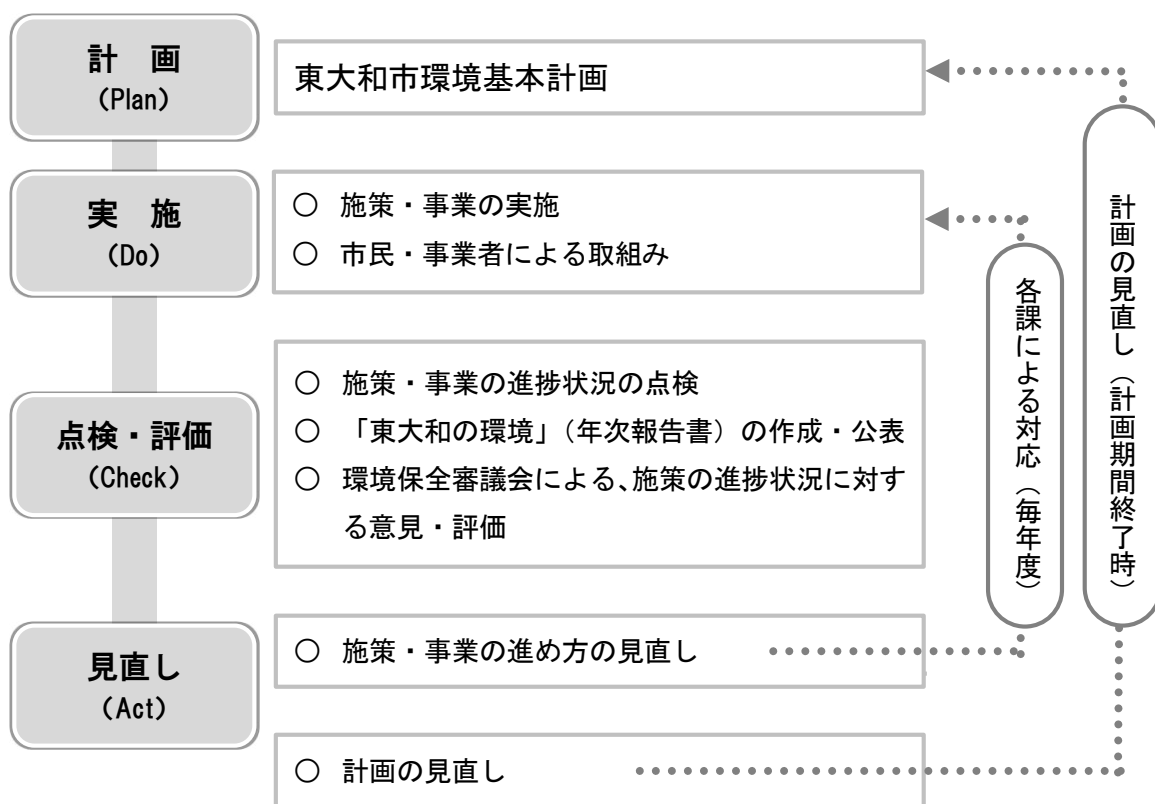 計　画
（Plan）
東大和市環境基本計画
実　施
（Do）
○　施策・事業の実施
○　市民・事業者による取組み
点検・評価
（Check）
○　施策・事業の進捗状況の点検
○　「東大和の環境」（年次報告書）の作成・公表
○　環境保全審議会による、施策の進捗状況に対す
る意見・評価
見直し
（Act）
○　施策・事業の進め方の見直し
○　計画の見直し
各課による対応（毎年度）
計画の見直し（計画期間終了時）